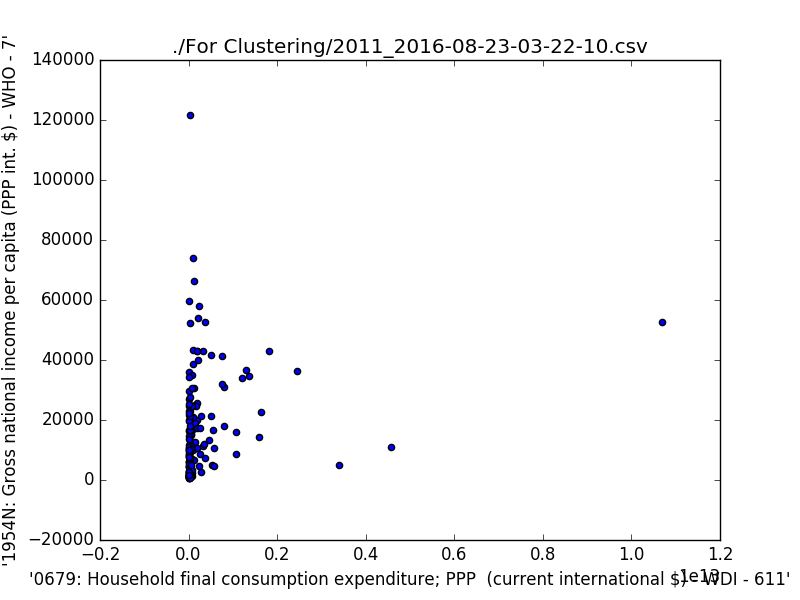 ./For Clustering/2011_2016-08-23-03-22-10.csv
'1954N: Gross national income per capita (PPP int. $) - WHO - 7'
140000
120000
100000
80000
60000
40000
20000
0
−20000
−0.2 0.0 0.2 0.4 0.6 0.8 1.0 1.2
1e13
'0679: Household final consumption expenditure; PPP  (current international $) - WDI - 611'